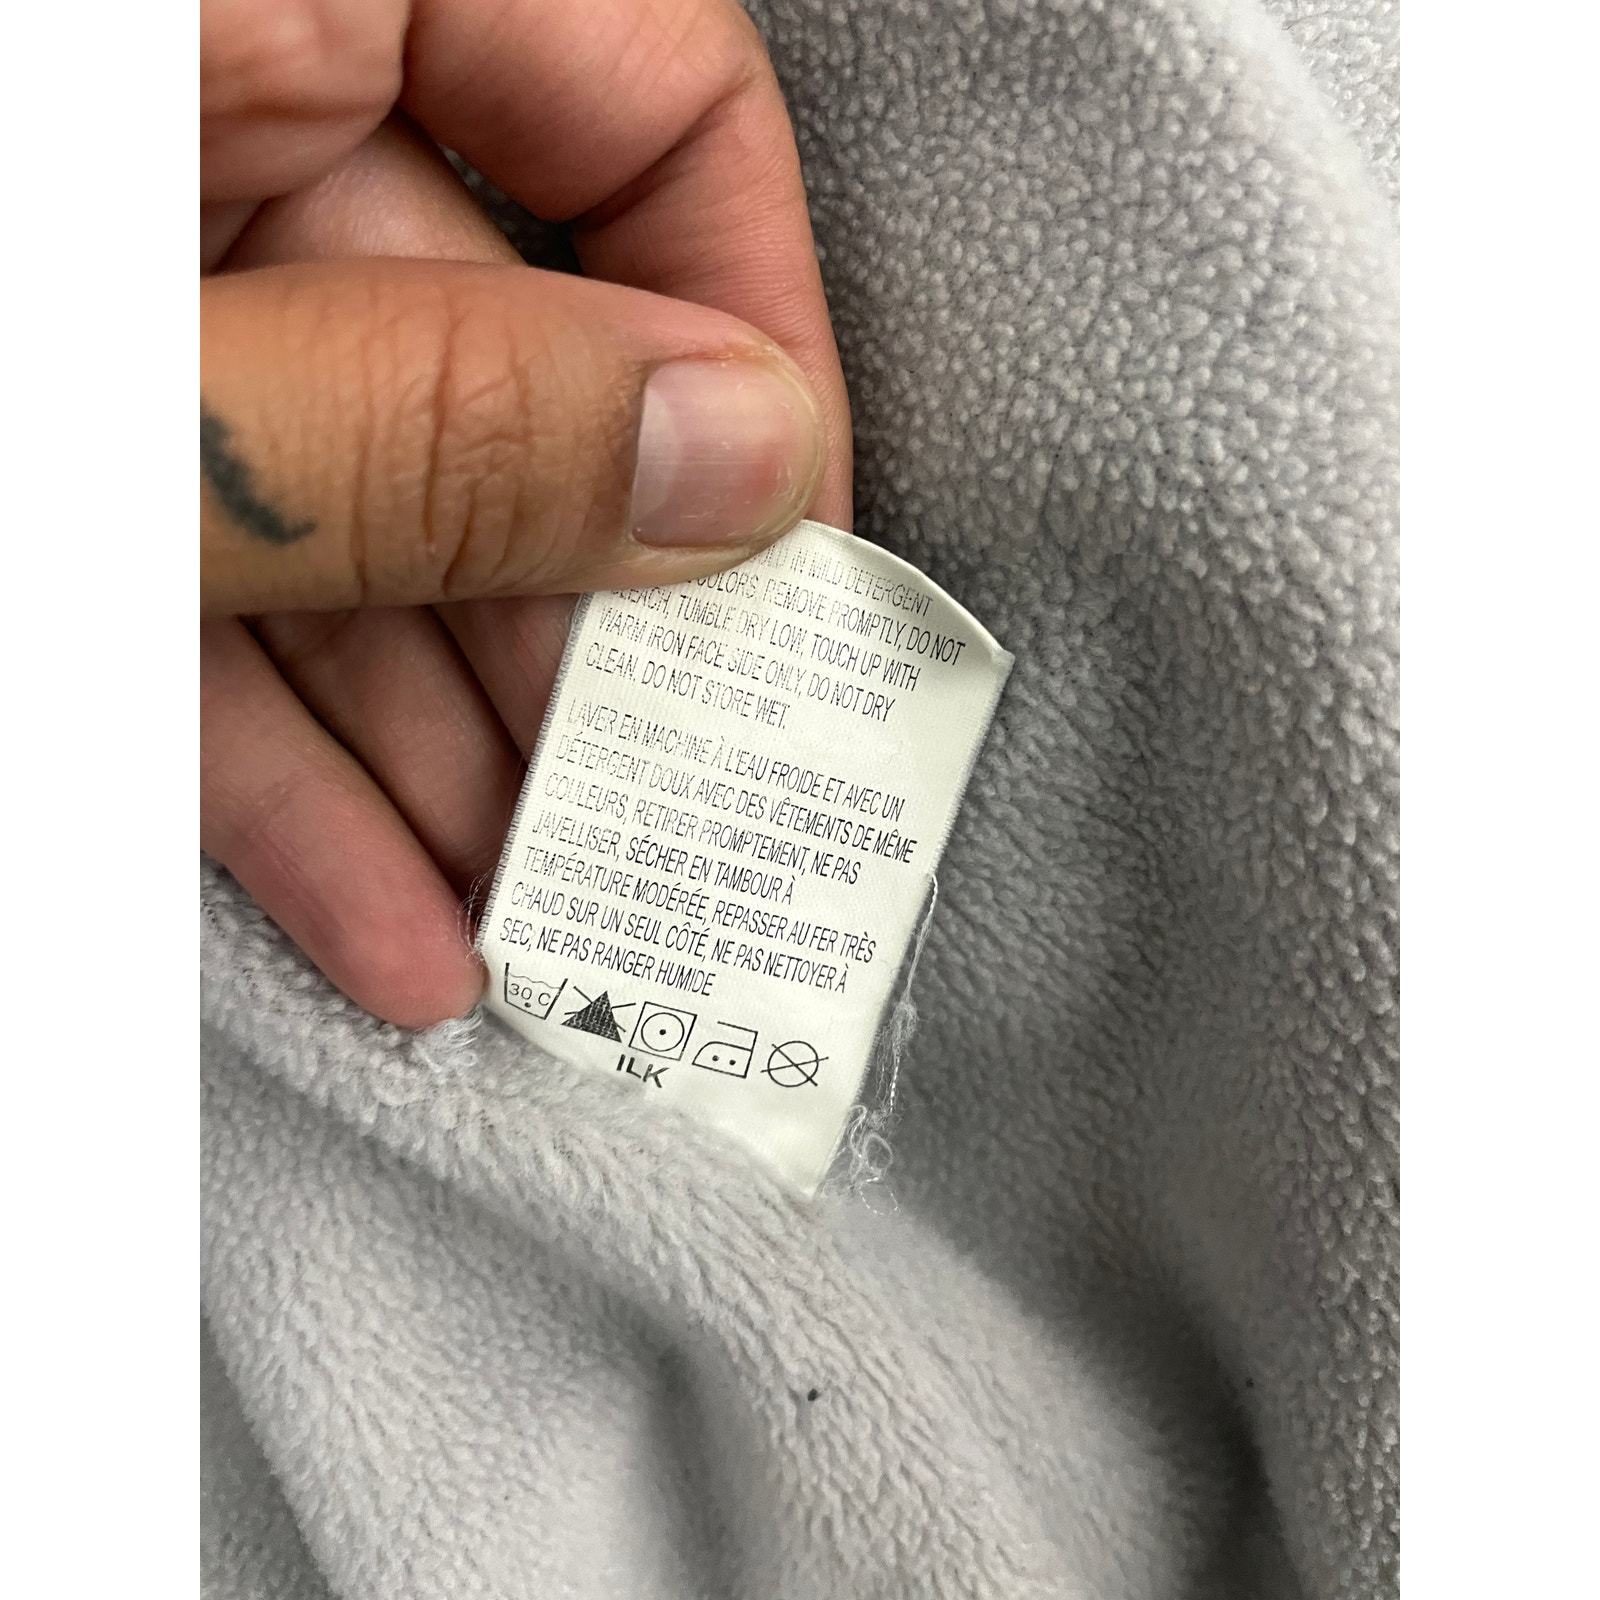 IN MILD DETERGENT
COLORS, REMOVE PROMPTLY, DO NOT
BLEACH, TUMBLE DRY LOW, TOUCH UP WITH
WARM IRON FACE SIDE ONLY, DO NOT DRY
CLEAN, DO NOT STORE WET.
LAVER EN MACHINE À L'EAU FROIDE ET AVEC UN
DÉTERGENT DOUX AVEC DES VÊTEMENTS DE MÊME
COULEURS, RETIRER PROMPTEMENT, NE PAS
JAVELLISER, SÉCHER EN TAMBOUR À
TEMPÉRATURE MODÉRÉE, REPASSER AU FER TRÈS
CHAUD SUR UN SEUL CÔTÉ, NE PAS NETTOYER À
SEC, NE PAS RANGER HUMIDE
30 C
ILK